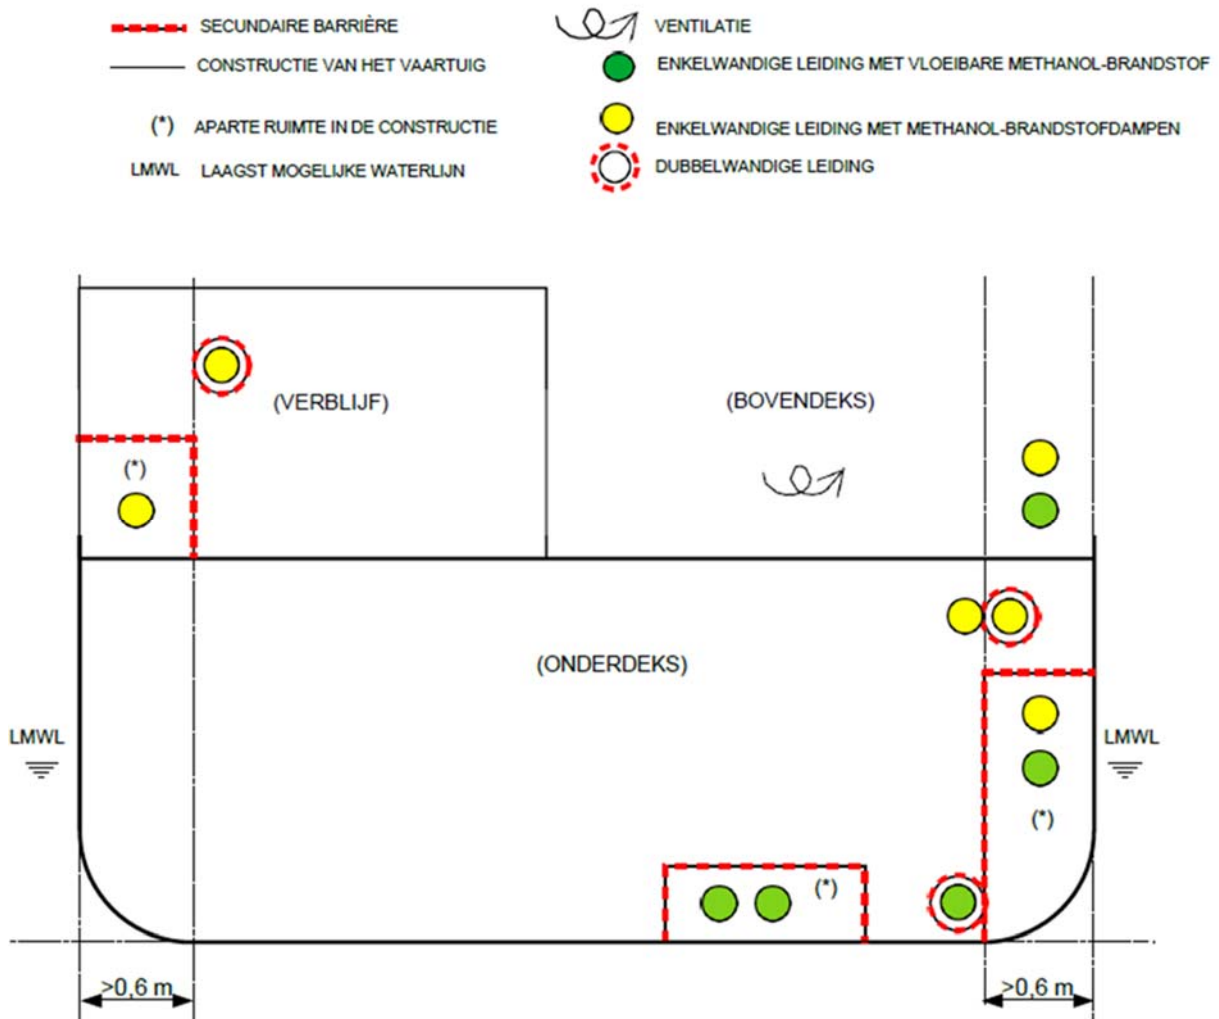 SECUNDAIRE BARRIÈRE
VENTILATIE
CONSTRUCTIE VAN HET VAARTUIG
ENKELWANDIGE LEIDING MET VLOEIBARE METHANOL-BRANDSTOF
(*) APARTE RUIMTE IN DE CONSTRUCTIE
ENKELWANDIGE LEIDING MET METHANOL-BRANDSTOFDAMPEN
LMWL LAAGST MOGELIJKE WATERLIJN
DUBBELWANDIGE LEIDING
(VERBLIJF)
(BOVENDEKS)
(*)
(ONDERDEKS)
LMWL
LMWL
(*)
(*)
>0,6 m
>0,6 m